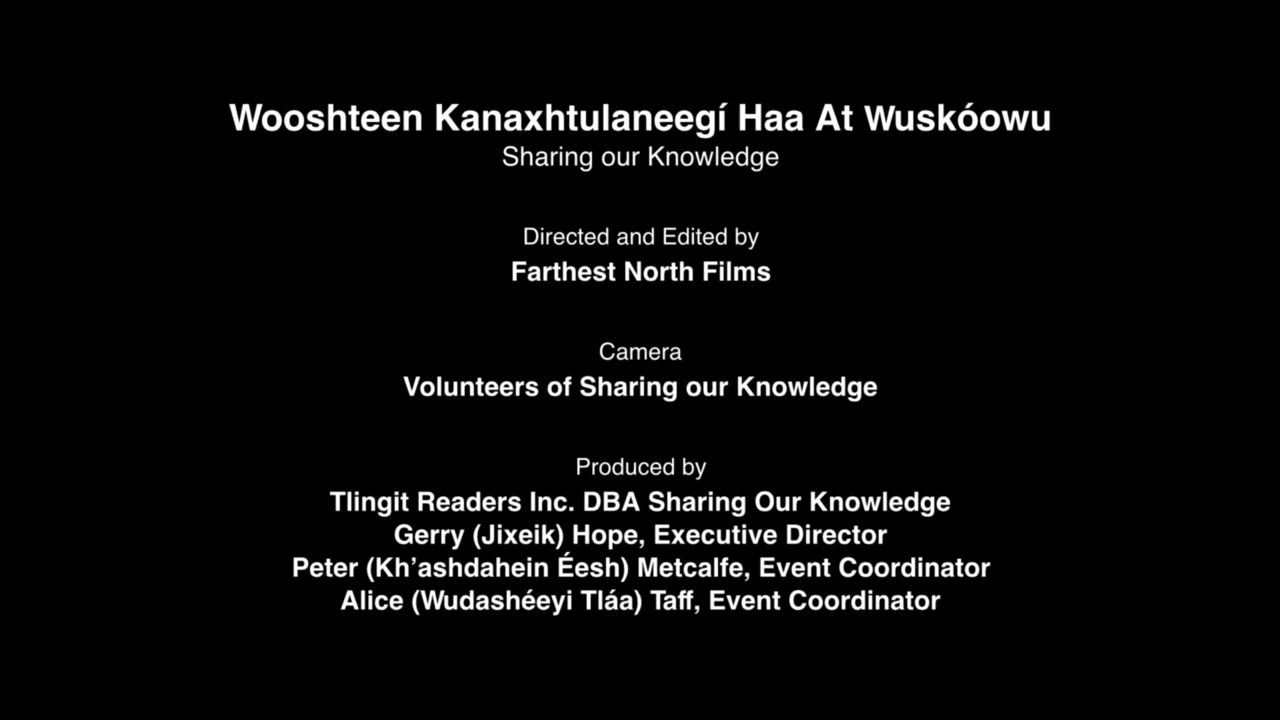 Wooshteen Kanaxhtulaneegí Haa At Wuskóowu
Sharing our Knowledge
Directed and Edited by
Farthest North Films
Camera
Volunteers of Sharing our Knowledge
Produced by
Tlingit Readers Inc. DBA Sharing Our Knowledge
Gerry (Jixeik) Hope, Executive Director
Peter (Kh’ashdahein Éesh) Metcalfe, Event Coordinator
Alice (Wudashéeyi Tláa) Taff, Event Coordinator